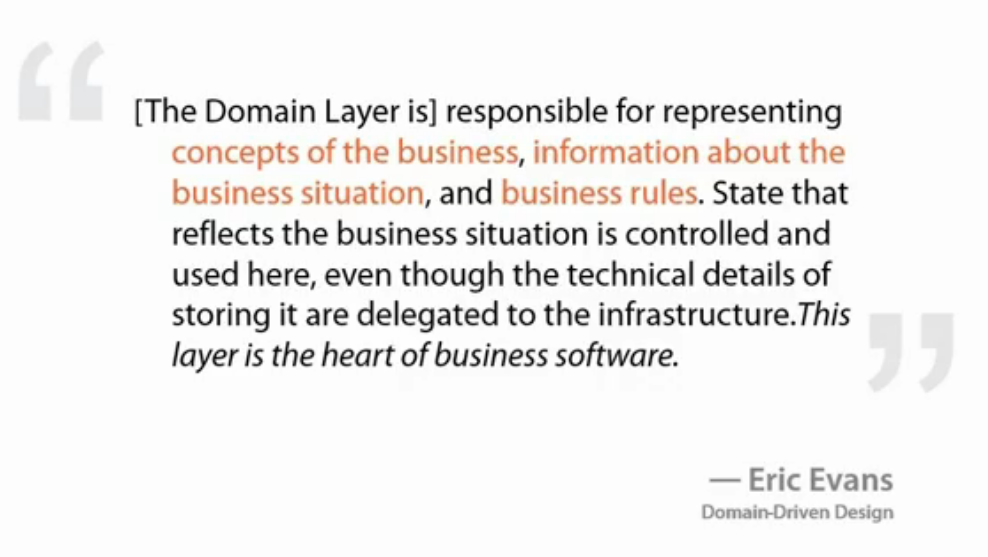 [The Domain Layer is] responsible for representing
concepts of the business, information about the
business situation, and business rules. State that
reflects the business situation is controlled and
used here, even though the technical details of
storing it are delegated to the infrastructure.This
layer is the heart of business software.
— Eric Evans
Domain-Driven Design